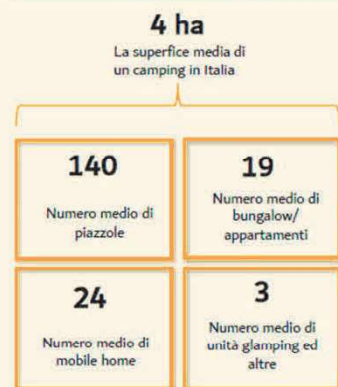 4 ha
La superfice media di
un camping in Italia
140
Numero medio di
piazzole
19
Numero medio di
bungalow/
appartamenti
24
Numero medio di
mobile home
3
Numero medio di
unità glamping ed
altre